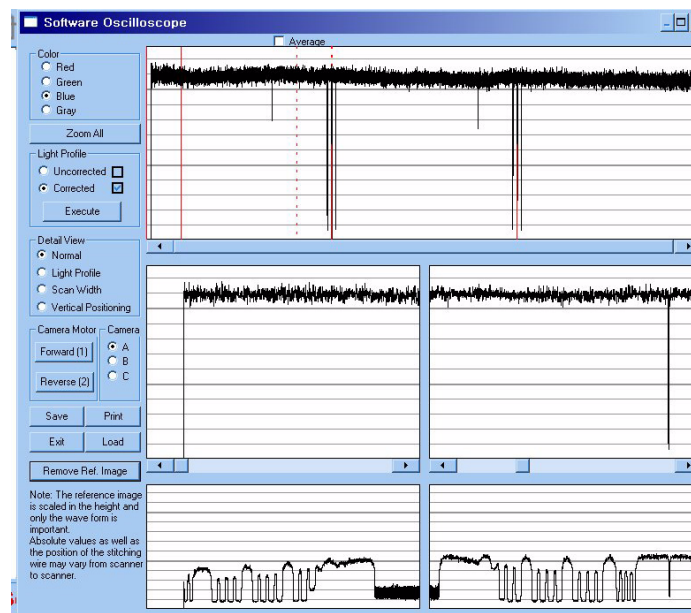 Software Oscilloscope
Average
Color
Red
Green
Blue
Gray
Zoom All
Light Profile
Uncorrected
Corrected
Execute
Detail View
Normal
Light Profile
Scan Width
Vertical Positioning
Camera Motor
Camera
Forward (1)
A
B
Reverse (2)
C
Save
Print
Exit
Load
Remove Ref. Image
Note: The reference image
is scaled in the height and
only the wave form is
important.
Absolute values as well as
the position of the stitching
wire may vary from scanner
to scanner.